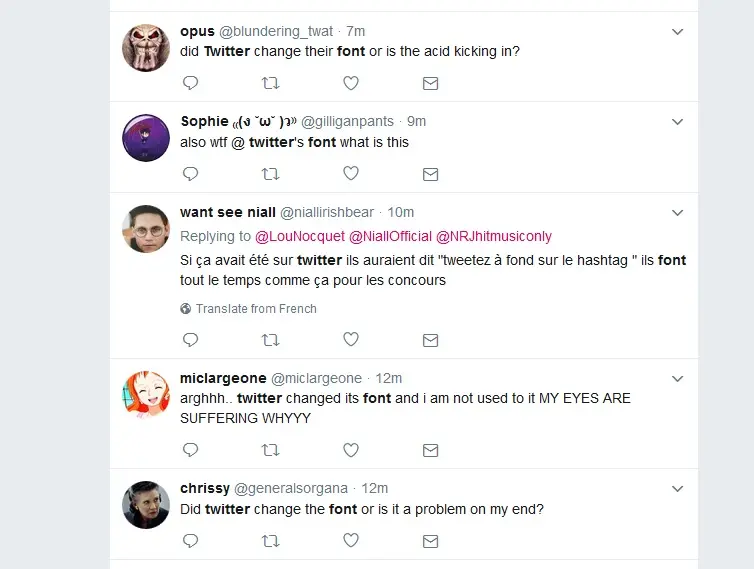 opus @blundering_twat · 7m
did Twitter change their font or is the acid kicking in?
Sophie ₍₍(ง ˘ω˘ )ว⁾⁾ @gilliganpants · 9m
also wtf @ twitter's font what is this
want see niall @niallirishbear · 10m
Replying to @LouNocquet @NiallOfficial @NRJhitmusiconly
Si ça avait été sur twitter ils auraient dit "tweetez à fond sur le hashtag " ils font
tout le temps comme ça pour les concours
Translate from French
miclargeone @miclargeone · 12m
arghhh.. twitter changed its font and i am not used to it MY EYES ARE
SUFFERING WHYYY
chrissy @generalsorgana · 12m
Did twitter change the font or is it a problem on my end?